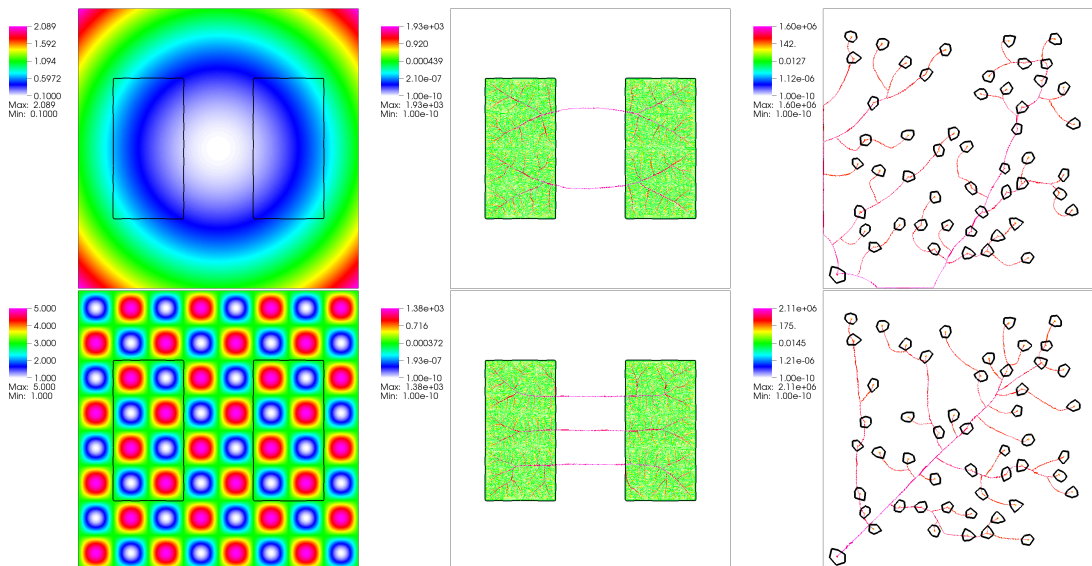 2.089
1.592
1.094
0.5972
0.1000
Max: 2.089
Min: 0.1000
1.93e+03
0.920
0.000439
2.10e-07
1.00e-10
Max: 1.93e+03
Min: 1.00e-10
1.60e+06
142.
0.0127
1.12e-06
1.00e-10
Max: 1.60e+06
Min: 1.00e-10
5.000
4.000
3.000
2.000
1.000
Max: 5.000
Min: 1.000
1.38e+03
0.716
0.000372
1.93e-07
1.00e-10
Max: 1.38e+03
Min: 1.00e-10
2.11e+06
175.
0.0145
1.21e-06
1.00e-10
Max: 2.11e+06
Min: 1.00e-10